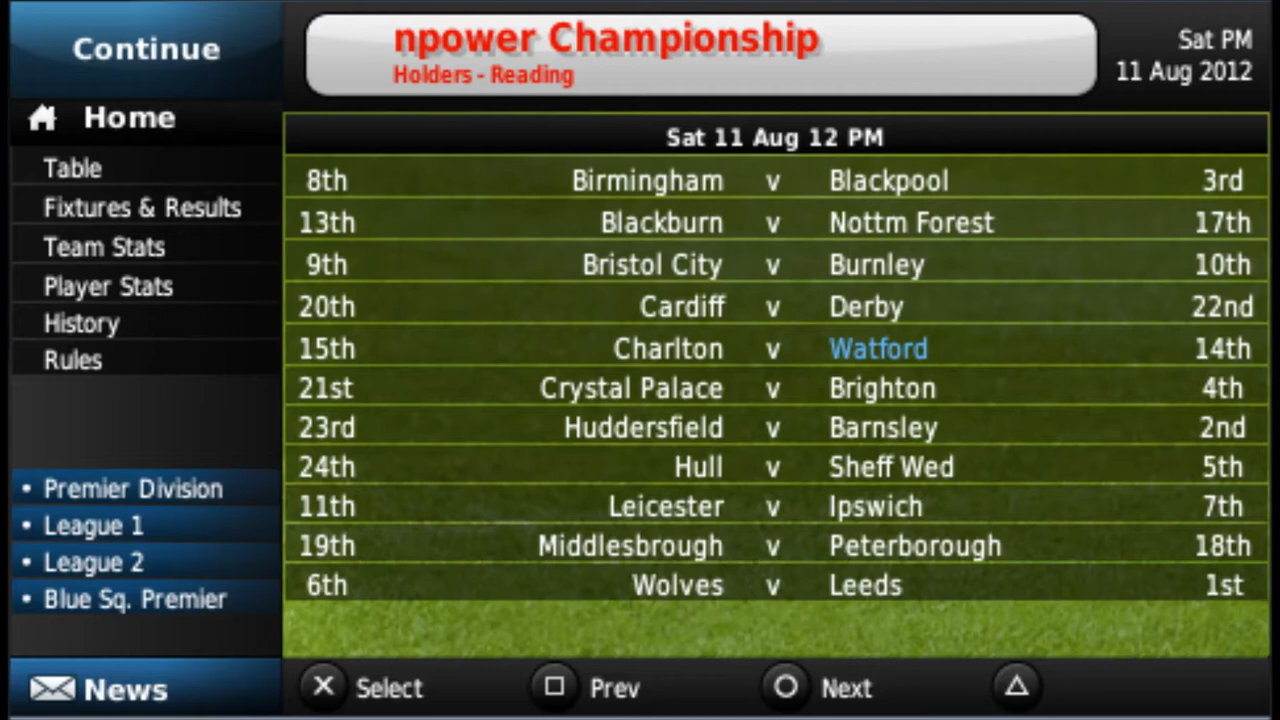 Continue
npower Championship
Holders - Reading
Sat PM
11 Aug 2012
Home
Table
Fixtures & Results
Team Stats
Player Stats
History
Rules
• Premier Division
• League 1
• League 2
• Blue Sq. Premier
News
Sat 11 Aug 12 PM
8th Birmingham v Blackpool 3rd
13th Blackburn v Nottm Forest 17th
9th Bristol City v Burnley 10th
20th Cardiff v Derby 22nd
15th Charlton v Watford 14th
21st Crystal Palace v Brighton 4th
23rd Huddersfield v Barnsley 2nd
24th Hull v Sheff Wed 5th
11th Leicester v Ipswich 7th
19th Middlesbrough v Peterborough 18th
6th Wolves v Leeds 1st
Select Prev Next